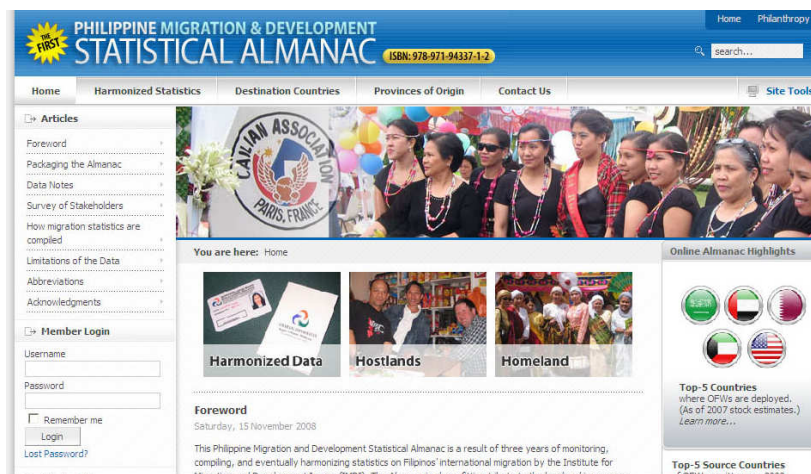 THE FIRST
PHILIPPINE MIGRATION & DEVELOPMENT
STATISTICAL ALMANAC
ISBN: 978-971-94337-1-2
Home Philanthropy
search...
Home Harmonized Statistics Destination Countries Provinces of Origin Contact Us Site Tools
Articles
Foreword
Packaging the Almanac
Data Notes
Survey of Stakeholders
How migration statistics are
compiled
Limitations of the Data
Abbreviations
Acknowledgments
Member Login
Username
Password
Remember me
Login
Lost Password?
CAILIAN ASSOCIATION
PARIS, FRANCE
You are here: Home
Harmonized Data
Hostlands
Homeland
Foreword
Saturday, 15 November 2008
This Philippine Migration and Development Statistical Almanac is a result of three years of monitoring,
compiling, and eventually harmonizing statistics on Filipinos' international migration by the Institute for
Online Almanac Highlights
Top-5 Countries
where OFWs are deployed.
(As of 2007 stock estimates.)
Learn more...
Top-5 Source Countries